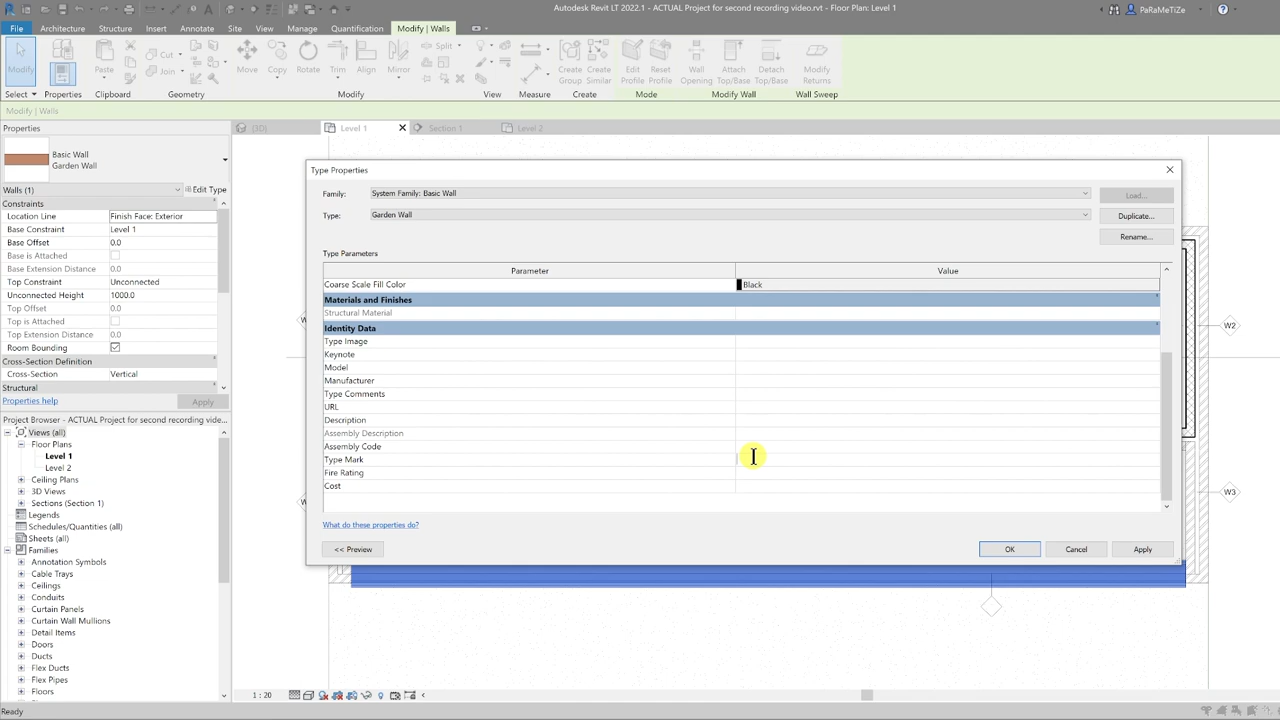 Autodesk Revit LT 2022.1 - ACTUAL Project for second recording video.rvt - Floor Plan: Level 1
PaRaMeTiZe
File Architecture Structure Insert Annotate Site View Manage Quantification Modify | Walls
Modify Paste Cut Join Split Move Copy Rotate Trim Align Mirror Create Group Create Similar Edit Profile Reset Profile Wall Opening Attach Top/Base Detach Top/Base Modify Returns
Select Properties Clipboard Geometry Modify View Measure Create Mode Modify Wall Wall Sweep
Modify | Walls
Properties
{3D} Level 1 Section 1 Level 2
Basic Wall
Garden Wall
Walls (1) Edit Type
Constraints
Location Line Finish Face: Exterior
Base Constraint Level 1
Base Offset 0.0
Base is Attached
Base Extension Distance 0.0
Top Constraint Unconnected
Unconnected Height 1000.0
Top Offset 0.0
Top is Attached
Top Extension Distance 0.0
Room Bounding
Cross-Section Definition
Cross-Section Vertical
Structural
Properties help Apply
Project Browser - ACTUAL Project for second recording vide...
Views (all)
Floor Plans
Level 1
Level 2
Ceiling Plans
3D Views
Sections (Section 1)
Legends
Schedules/Quantities (all)
Sheets (all)
Families
Annotation Symbols
Cable Trays
Ceilings
Conduits
Curtain Panels
Curtain Wall Mullions
Detail Items
Doors
Ducts
Flex Ducts
Flex Pipes
Floors
Type Properties
Family: System Family: Basic Wall Load...
Type: Garden Wall Duplicate...
Rename...
Type Parameters
Parameter Value
Coarse Scale Fill Color Black
Materials and Finishes
Structural Material
Identity Data
Type Image
Keynote
Model
Manufacturer
Type Comments
URL
Description
Assembly Description
Assembly Code
Type Mark
Fire Rating
Cost
What do these properties do?
<< Preview OK Cancel Apply
W2
W3
1 : 20
Ready